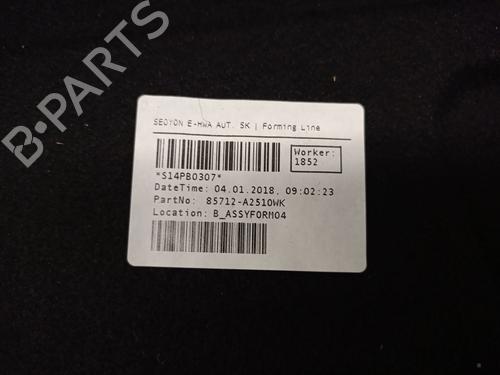 SEOYON E-HWA AUT. SK | Forming Line
Worker:
1852
*S14PB0307*
DateTime: 04.01.2018, 09:02:23
PartNo: 85712-A2510WK
Location: B_ASSYFORM04
B-PARTS
B-PARTS